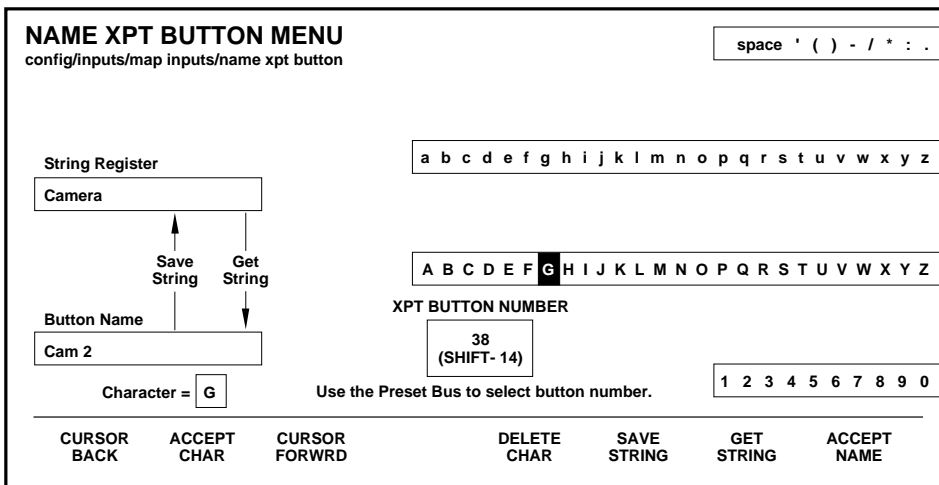 NAME XPT BUTTON MENU
config/inputs/map inputs/name xpt button
space ' ( ) - / * : .
String Register
a b c d e f g h i j k l m n o p q r s t u v w x y z
Camera
Save String
Get String
A B C D E F G H I J K L M N O P Q R S T U V W X Y Z
Button Name
XPT BUTTON NUMBER
Cam 2
38
(SHIFT- 14)
Character = G
Use the Preset Bus to select button number.
1 2 3 4 5 6 7 8 9 0
CURSOR BACK
ACCEPT CHAR
CURSOR FORWRD
DELETE CHAR
SAVE STRING
GET STRING
ACCEPT NAME